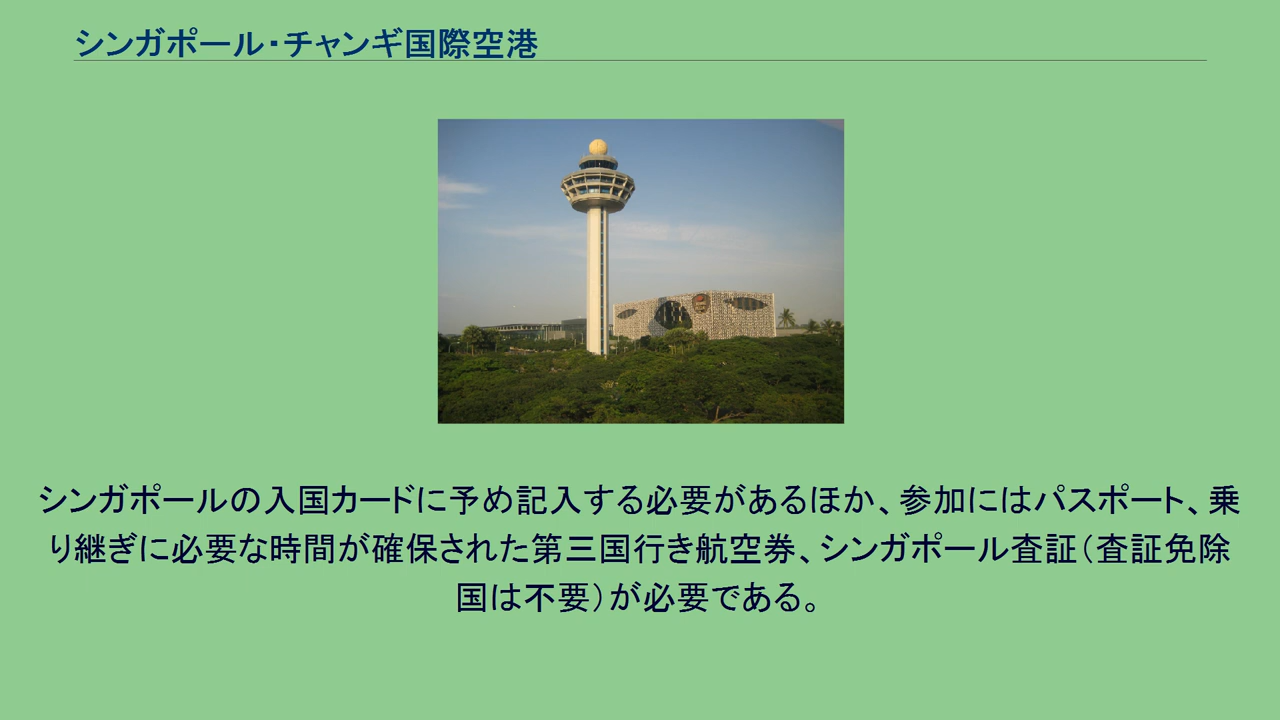 シンガポール・チャンギ国際空港
シンガポールの入国カードに予め記入する必要があるほか、参加にはパスポート、乗
り継ぎに必要な時間が確保された第三国行き航空券、シンガポール査証（査証免除
国は不要）が必要である。